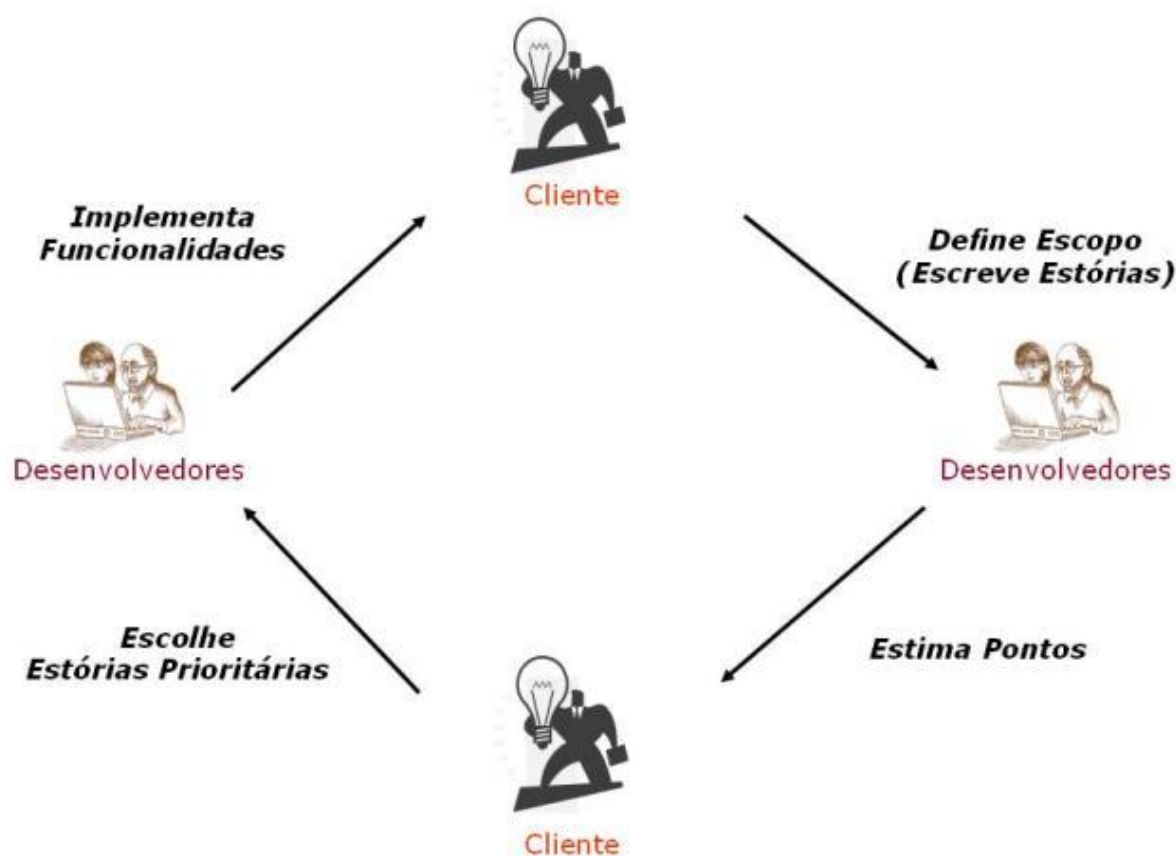 Cliente
Implementa
Funcionalidades
Define Escopo
(Escreve Estórias)
Desenvolvedores
Desenvolvedores
Escolhe
Estórias Prioritárias
Estima Pontos
Cliente